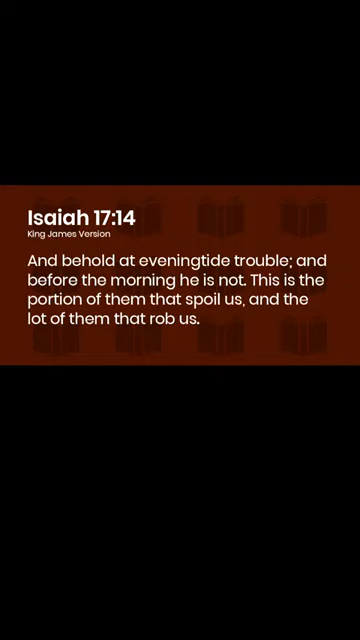 Isaiah 17:14
King James Version
And behold at eveningtide trouble; and
before the morning he is not. This is the
portion of them that spoil us, and the
lot of them that rob us.